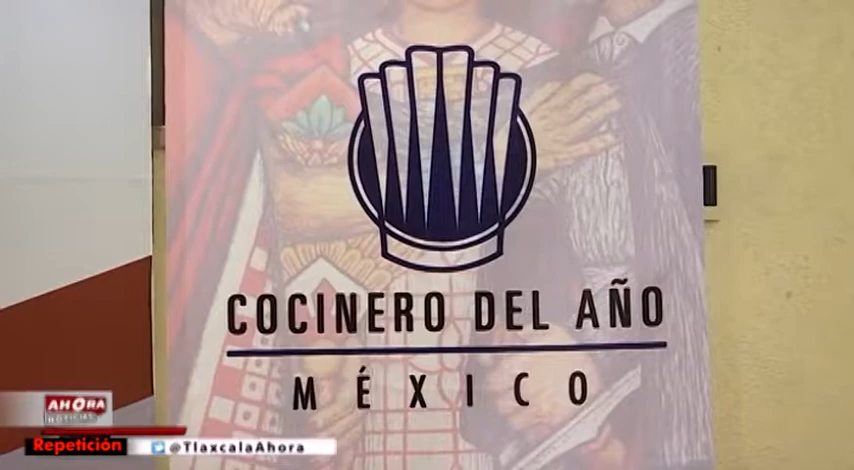 COCINERO DEL AÑO
MÉXICO
AHORA
NOTICIAS
Repetición
@TlaxcalaAhora